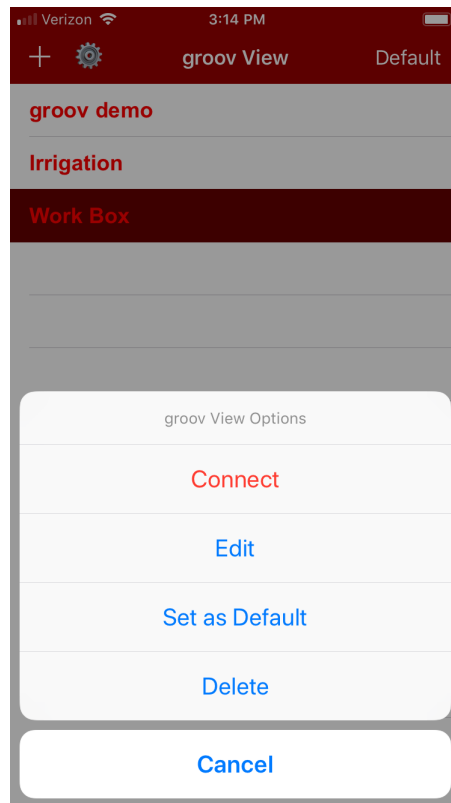 Verizon 3:14 PM
groov View Default
groov demo
Irrigation
Work Box
groov View Options
Connect
Edit
Set as Default
Delete
Cancel